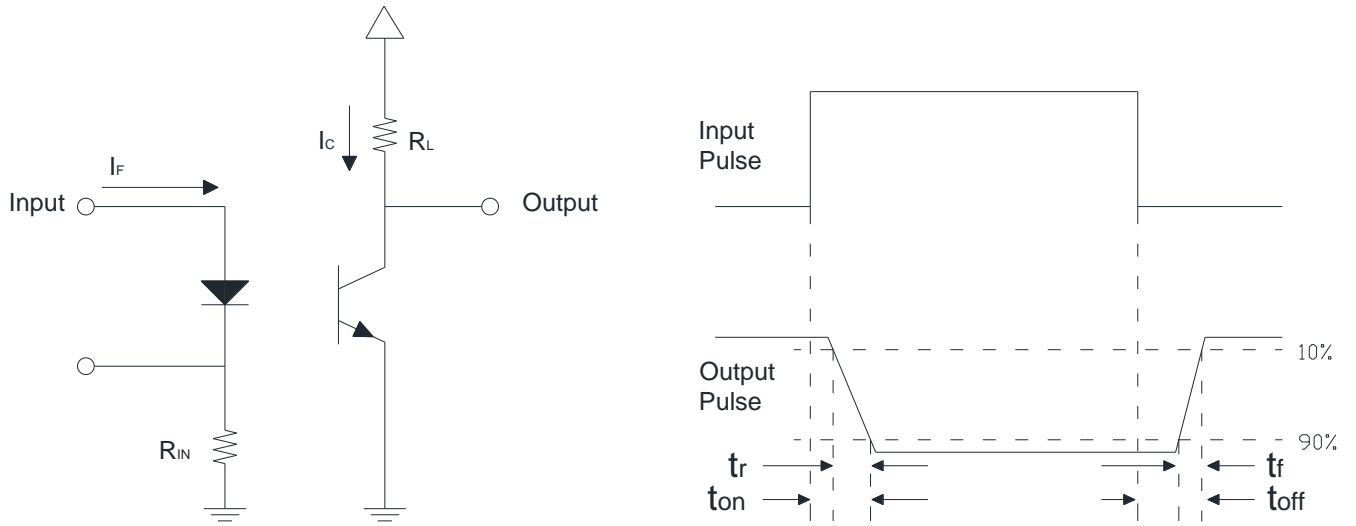 IC
RL
IF
Input
Output
RIN
Input
Pulse
10%
Output
Pulse
90%
tr
tf
ton
toff